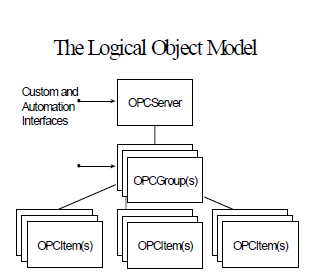 The Logical Object Model
Custom and
Automation
Interfaces
OPCServer
OPCGroup(s)
OPCItem(s)
OPCItem(s)
OPCItem(s)